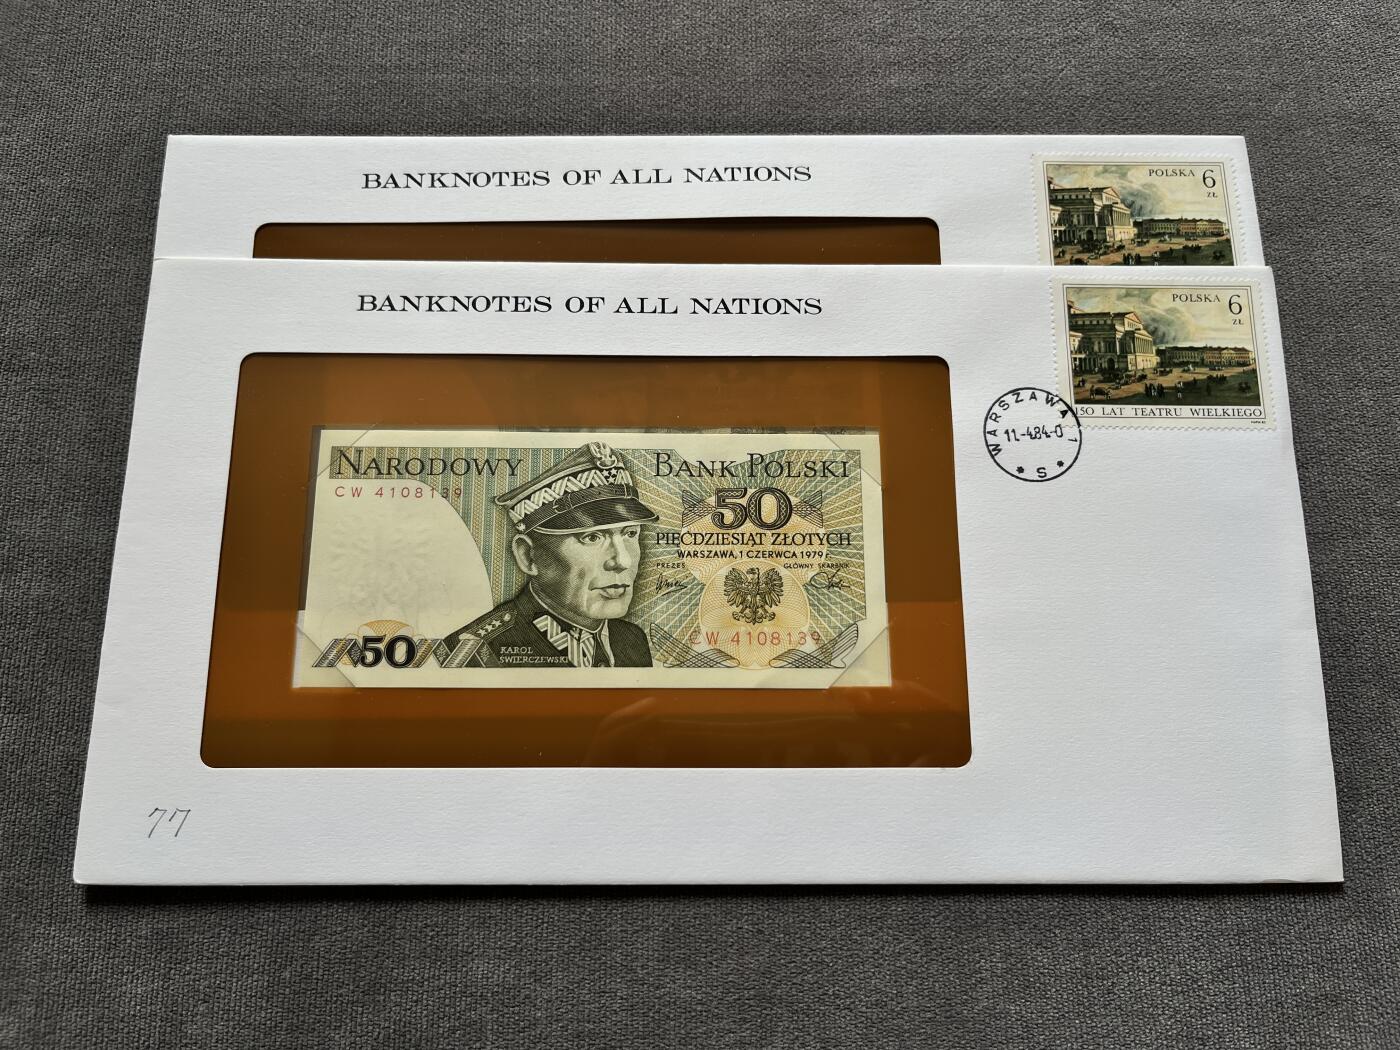 BANKNOTES OF ALL NATIONS
POLSKA 6
ZŁ
BANKNOTES OF ALL NATIONS
POLSKA 6
ZŁ
150 LAT TEATRU WIELKIEGO
WARSZAWA 1
11.-4.84-0
* S *
NARODOWY BANK POLSKI
CW 4108139
50
PIĘĆDZIESIĄT ZŁOTYCH
WARSZAWA, 1 CZERWCA 1979 r.
PREZES GŁÓWNY SKARBNIK
CW 4108139
50
KAROL
ŚWIERCZEWSKI
77